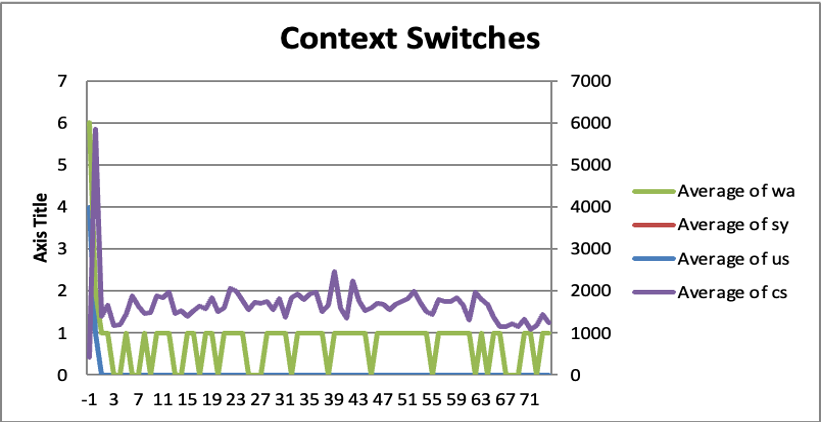 Context Switches
7 7000
6 6000
5 5000
4 4000
3 3000
2 2000
1 1000
0 0
Axis Title
-1 3 7 11 15 19 23 27 31 35 39 43 47 51 55 59 63 67 71
Average of wa
Average of sy
Average of us
Average of cs